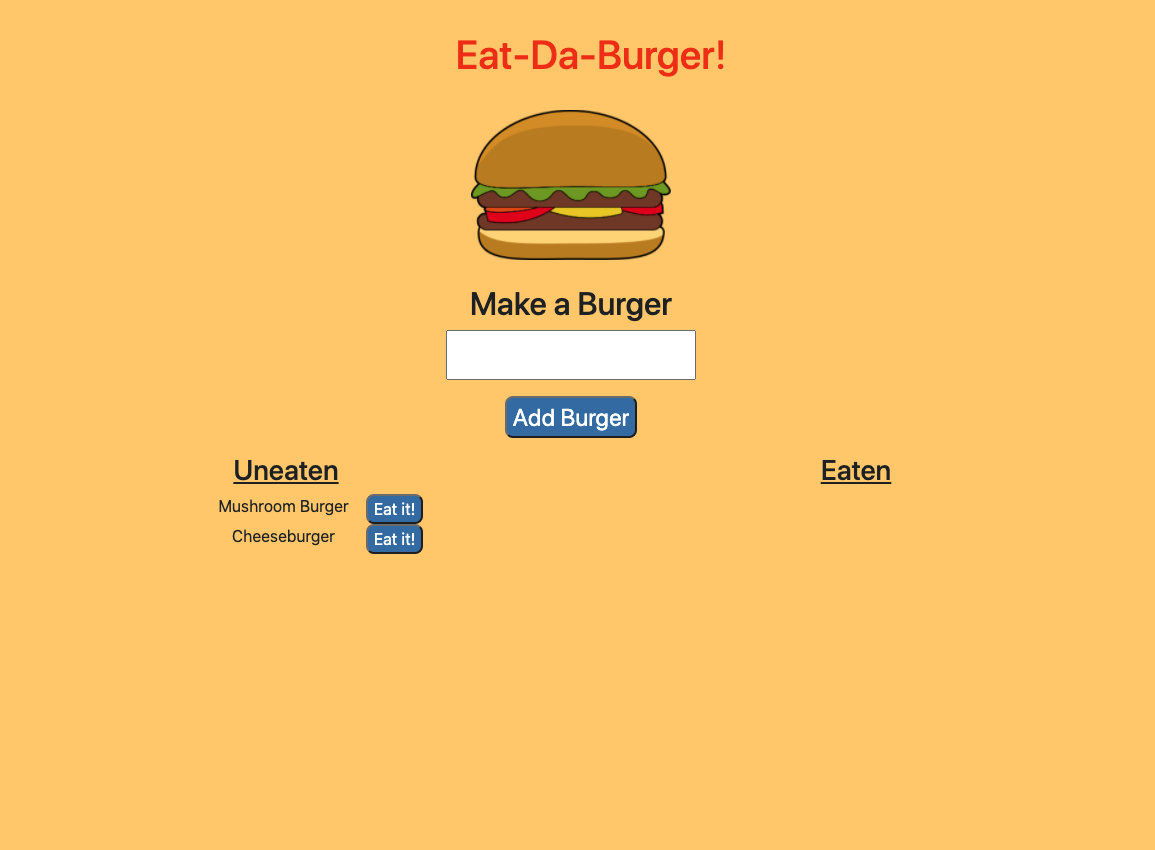 Eat-Da-Burger!
Make a Burger
Add Burger
Uneaten
Mushroom Burger Eat it!
Cheeseburger Eat it!
Eaten